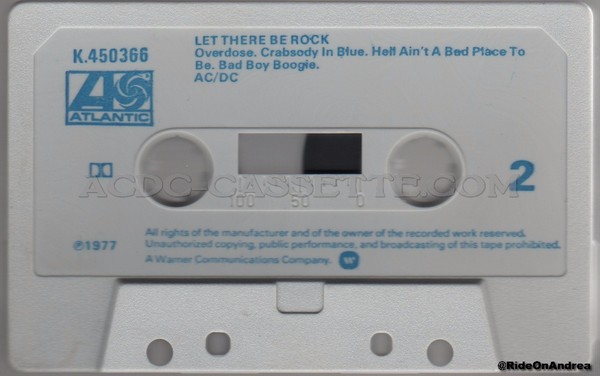 K.450366
LET THERE BE ROCK
Overdose. Crabsody In Blue. Hell Ain't A Bad Place To
Be. Bad Boy Boogie.
AC/DC
ATLANTIC
ACDC-CASSETTE.COM
2
100 50 0
℗1977
All rights of the manufacturer and of the owner of the recorded work reserved.
Unauthorized copying, public performance, and broadcasting of this tape prohibited.
A Warner Communications Company.
@RideOnAndrea